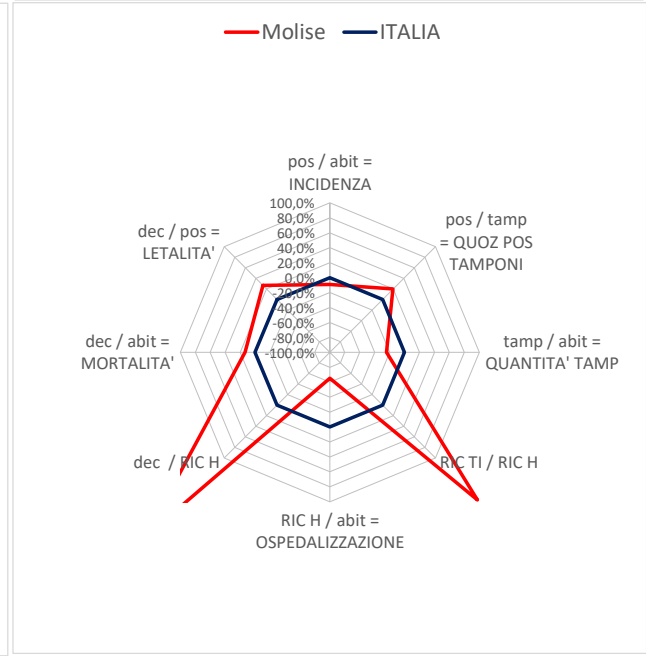 Molise ITALIA
pos / abit =
INCIDENZA
pos / tamp
= QUOZ POS
TAMPONI
tamp / abit =
QUANTITA' TAMP
RIC TI / RIC H
RIC H / abit =
OSPEDALIZZAZIONE
dec / RIC H
dec / abit =
MORTALITA'
dec / pos =
LETALITA'
100,0%
80,0%
60,0%
40,0%
20,0%
0,0%
-20,0%
-40,0%
-60,0%
-80,0%
-100,0%